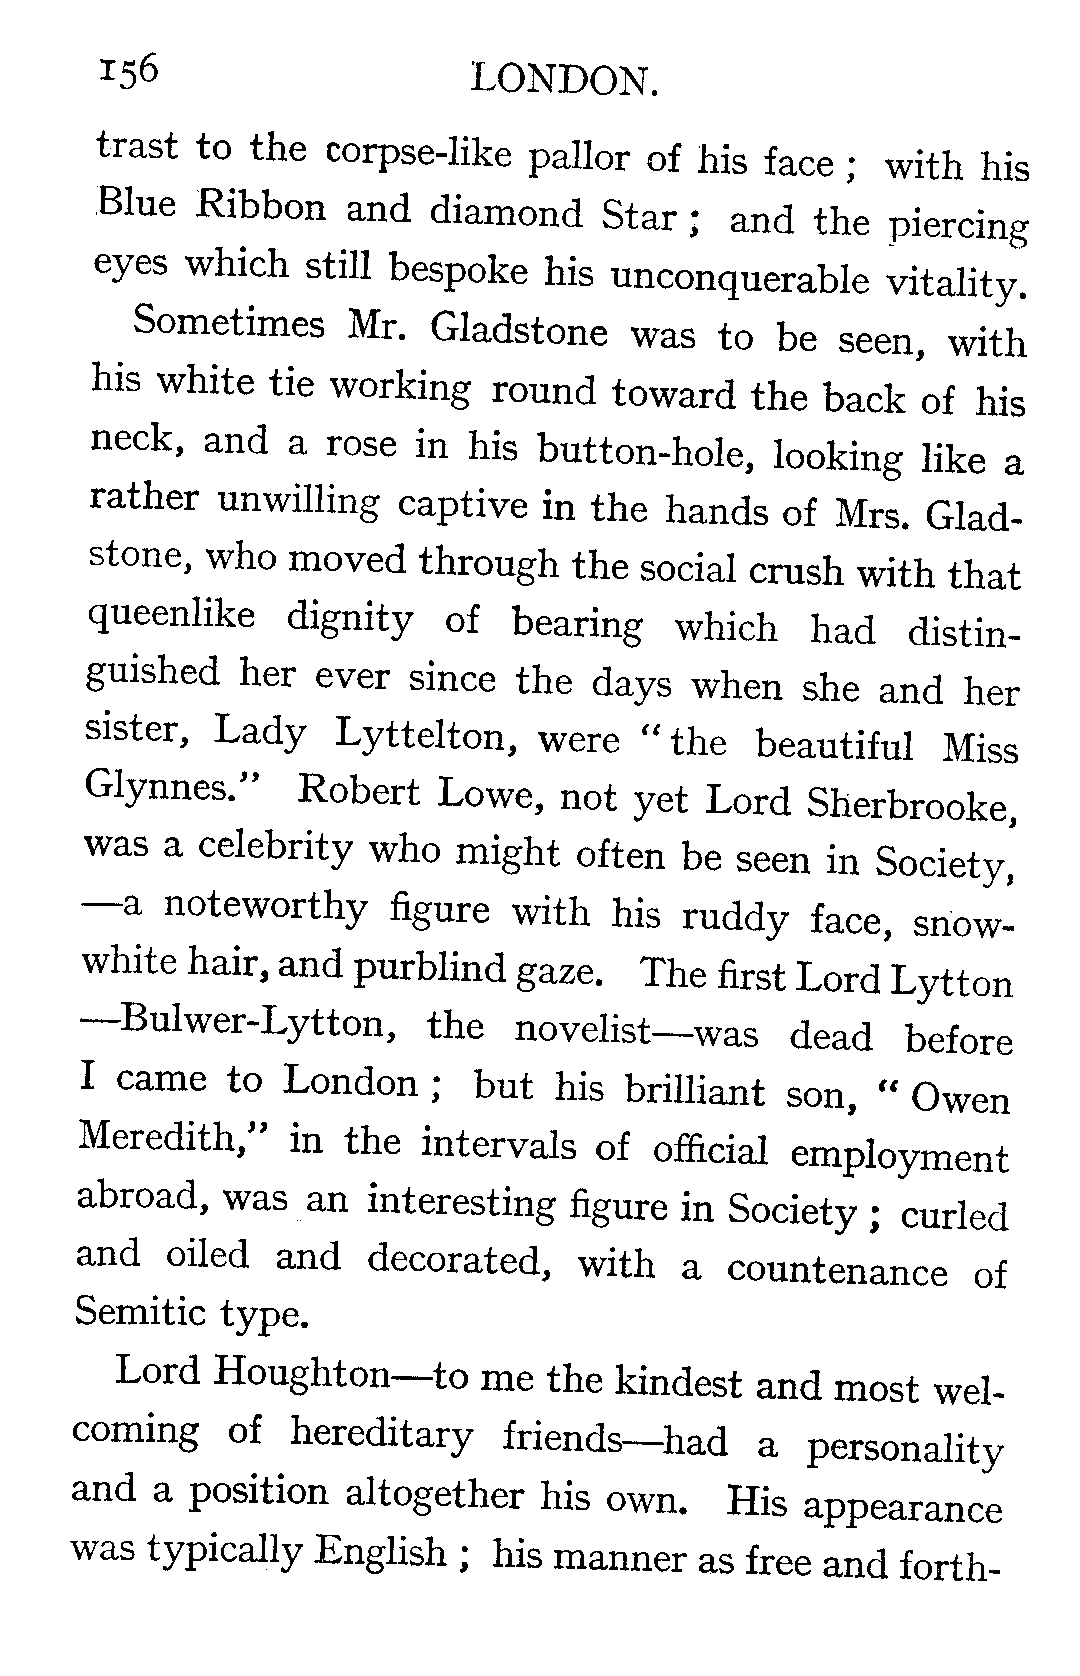 156 LONDON.
trast to the corpse-like pallor of his face ; with his
Blue Ribbon and diamond Star ; and the piercing
eyes which still bespoke his unconquerable vitality.
Sometimes Mr. Gladstone was to be seen, with
his white tie working round toward the back of his
neck, and a rose in his button-hole, looking like a
rather unwilling captive in the hands of Mrs. Glad-
stone, who moved through the social crush with that
queenlike dignity of bearing which had distin-
guished her ever since the days when she and her
sister, Lady Lyttelton, were “ the beautiful Miss
Glynnes.” Robert Lowe, not yet Lord Sherbrooke,
was a celebrity who might often be seen in Society,
—a noteworthy figure with his ruddy face, snow-
white hair, and purblind gaze. The first Lord Lytton
—Bulwer-Lytton, the novelist—was dead before
I came to London ; but his brilliant son, “ Owen
Meredith,” in the intervals of official employment
abroad, was an interesting figure in Society ; curled
and oiled and decorated, with a countenance of
Semitic type.
Lord Houghton—to me the kindest and most wel-
coming of hereditary friends—had a personality
and a position altogether his own. His appearance
was typically English ; his manner as free and forth-